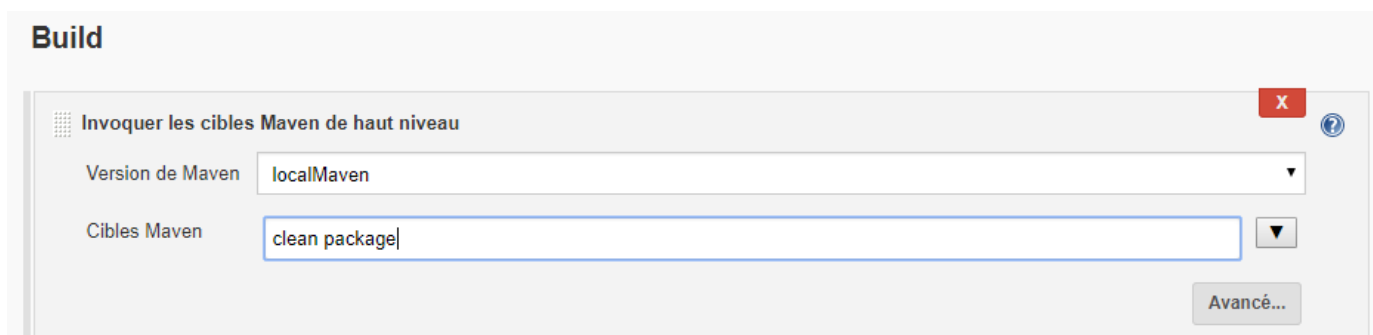 Build
X
Invoquer les cibles Maven de haut niveau
?
Version de Maven localMaven
Cibles Maven clean package
Avancé...